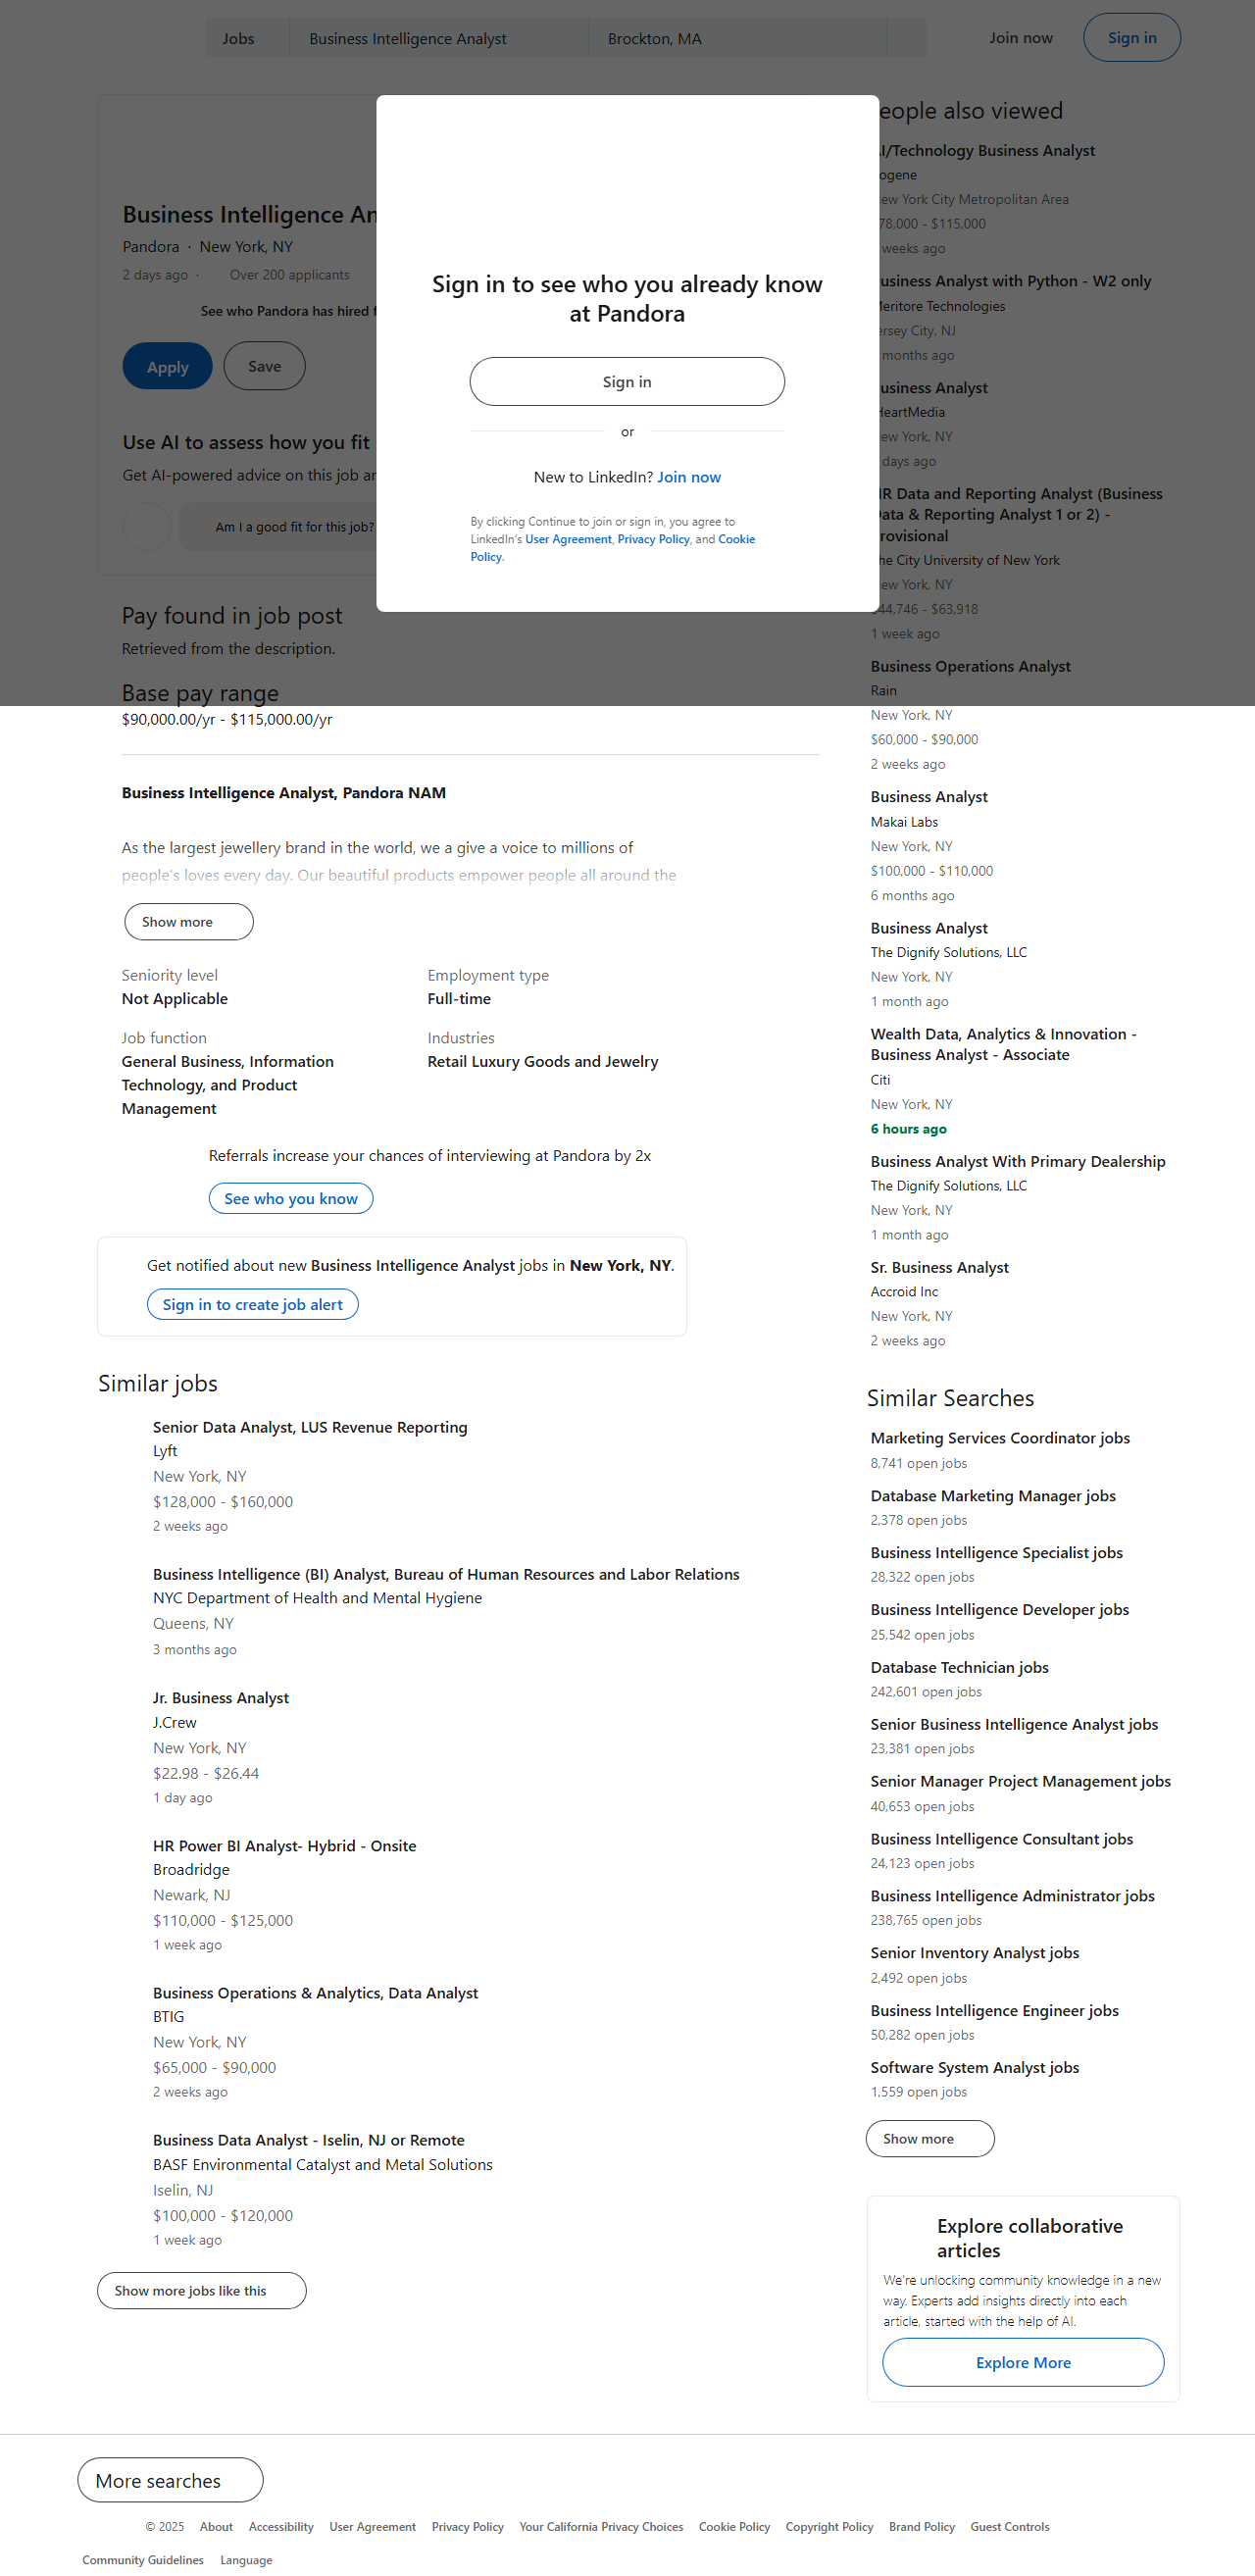 Jobs
Business Intelligence Analyst
Brockton, MA
Join now
Sign in
Business Intelligence An
Pandora · New York, NY
2 days ago ·
Over 200 applicants
See who Pandora has hired f
Apply
Save
Use AI to assess how you fit
Get AI-powered advice on this job an
Am I a good fit for this job?
Sign in to see who you already know
at Pandora
Sign in
or
New to LinkedIn? Join now
By clicking Continue to join or sign in, you agree to
LinkedIn's User Agreement, Privacy Policy, and Cookie
Policy.
Pay found in job post
Retrieved from the description.
Base pay range
$90,000.00/yr - $115,000.00/yr
Business Intelligence Analyst, Pandora NAM
As the largest jewellery brand in the world, we a give a voice to millions of
people's loves every day. Our beautiful products empower people all around the
Show more
Seniority level
Not Applicable
Employment type
Full-time
Job function
General Business, Information
Technology, and Product
Management
Industries
Retail Luxury Goods and Jewelry
Referrals increase your chances of interviewing at Pandora by 2x
See who you know
Get notified about new Business Intelligence Analyst jobs in New York, NY.
Sign in to create job alert
Similar jobs
Senior Data Analyst, LUS Revenue Reporting
Lyft
New York, NY
$128,000 - $160,000
2 weeks ago
Business Intelligence (BI) Analyst, Bureau of Human Resources and Labor Relations
NYC Department of Health and Mental Hygiene
Queens, NY
3 months ago
Jr. Business Analyst
J.Crew
New York, NY
$22.98 - $26.44
1 day ago
HR Power BI Analyst- Hybrid - Onsite
Broadridge
Newark, NJ
$110,000 - $125,000
1 week ago
Business Operations & Analytics, Data Analyst
BTIG
New York, NY
$65,000 - $90,000
2 weeks ago
Business Data Analyst - Iselin, NJ or Remote
BASF Environmental Catalyst and Metal Solutions
Iselin, NJ
$100,000 - $120,000
1 week ago
Show more jobs like this
eople also viewed
I/Technology Business Analyst
ogene
ew York City Metropolitan Area
78,000 - $115,000
weeks ago
usiness Analyst with Python - W2 only
eritore Technologies
ersey City, NJ
months ago
usiness Analyst
HeartMedia
ew York, NY
days ago
R Data and Reporting Analyst (Business
ata & Reporting Analyst 1 or 2) -
rovisional
he City University of New York
ew York, NY
44,746 - $63,918
1 week ago
Business Operations Analyst
Rain
New York, NY
$60,000 - $90,000
2 weeks ago
Business Analyst
Makai Labs
New York, NY
$100,000 - $110,000
6 months ago
Business Analyst
The Dignify Solutions, LLC
New York, NY
1 month ago
Wealth Data, Analytics & Innovation -
Business Analyst - Associate
Citi
New York, NY
6 hours ago
Business Analyst With Primary Dealership
The Dignify Solutions, LLC
New York, NY
1 month ago
Sr. Business Analyst
Accroid Inc
New York, NY
2 weeks ago
Similar Searches
Marketing Services Coordinator jobs
8,741 open jobs
Database Marketing Manager jobs
2,378 open jobs
Business Intelligence Specialist jobs
28,322 open jobs
Business Intelligence Developer jobs
25,542 open jobs
Database Technician jobs
242,601 open jobs
Senior Business Intelligence Analyst jobs
23,381 open jobs
Senior Manager Project Management jobs
40,653 open jobs
Business Intelligence Consultant jobs
24,123 open jobs
Business Intelligence Administrator jobs
238,765 open jobs
Senior Inventory Analyst jobs
2,492 open jobs
Business Intelligence Engineer jobs
50,282 open jobs
Software System Analyst jobs
1,559 open jobs
Show more
Explore collaborative
articles
We're unlocking community knowledge in a new
way. Experts add insights directly into each
article, started with the help of AI.
Explore More
More searches
© 2025 About Accessibility User Agreement Privacy Policy Your California Privacy Choices Cookie Policy Copyright Policy Brand Policy Guest Controls
Community Guidelines Language